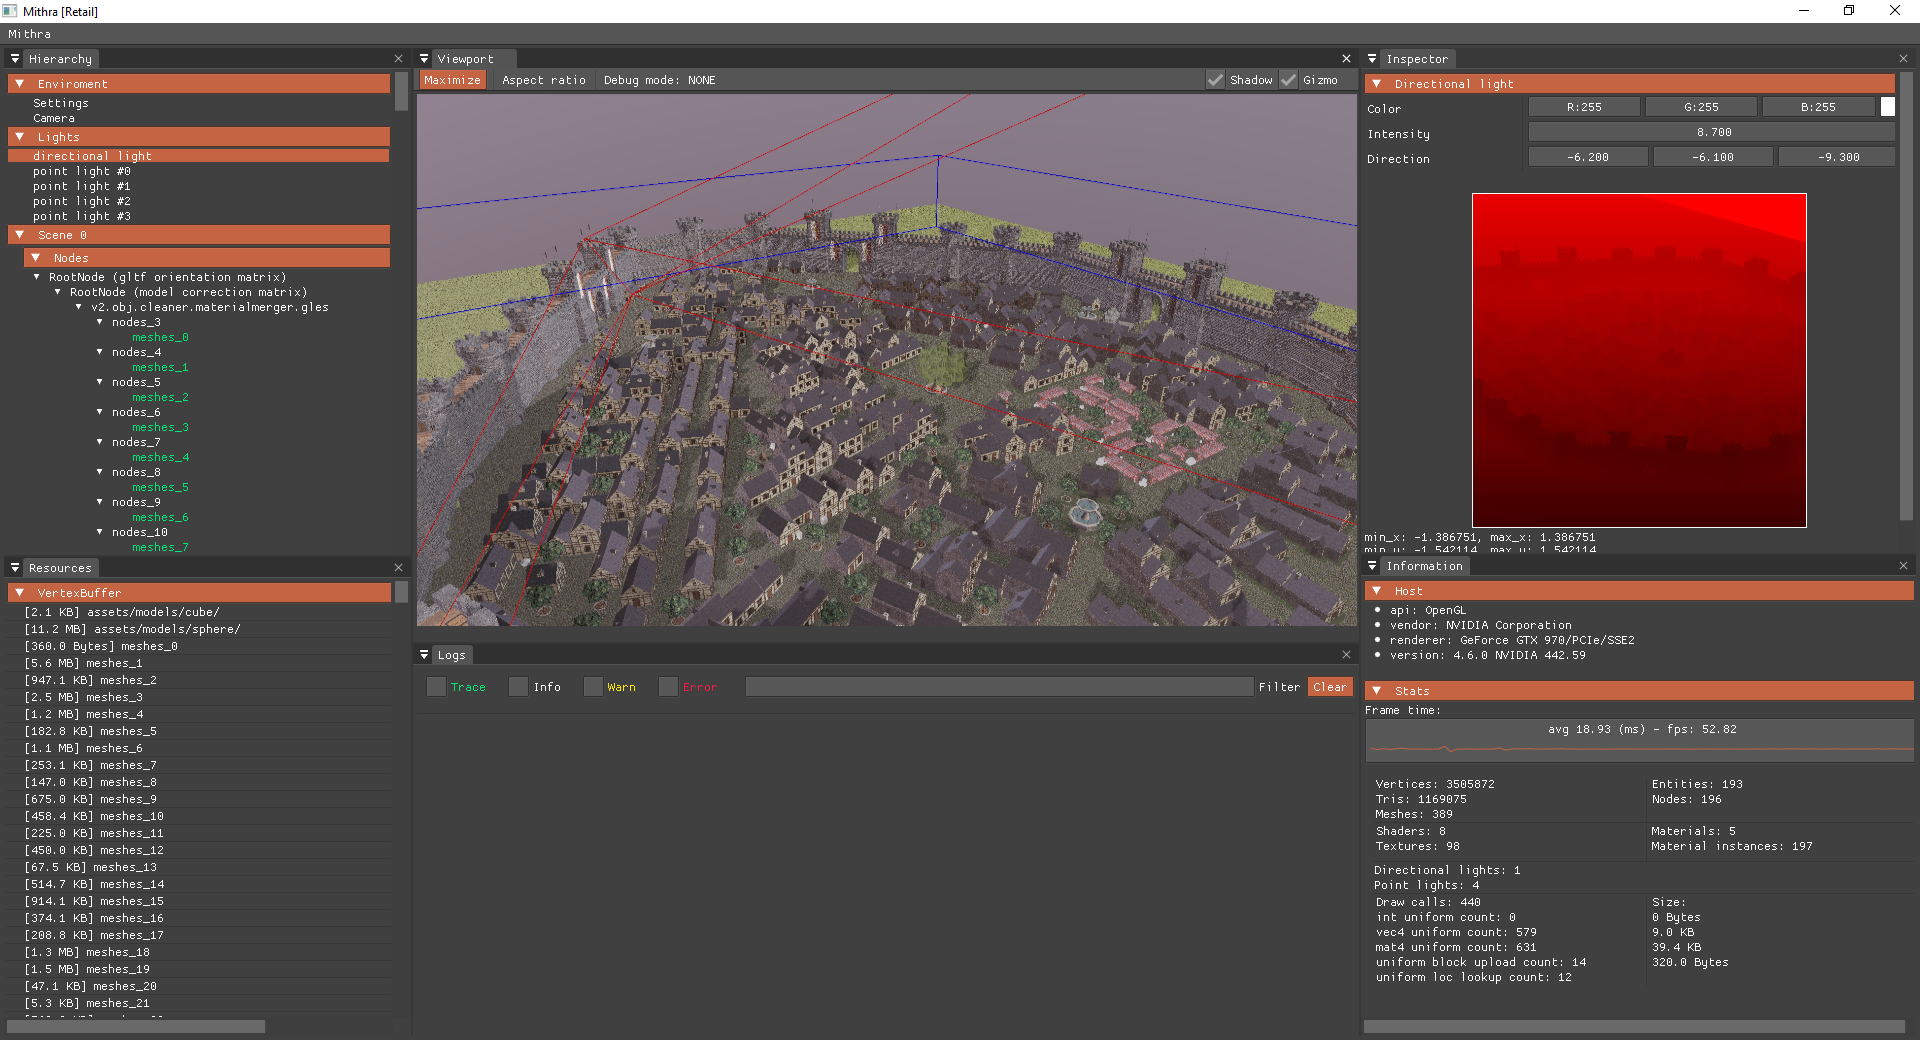 Mithra [Retail]
Mithra
Hierarchy
Enviroment
Settings
Camera
Lights
directional light
point light #0
point light #1
point light #2
point light #3
Scene 0
Nodes
RootNode (gltf orientation matrix)
RootNode (model correction matrix)
v2.obj.cleaner.materialmerger.gles
nodes_3
meshes_0
nodes_4
meshes_1
nodes_5
meshes_2
nodes_6
meshes_3
nodes_7
meshes_4
nodes_8
meshes_5
nodes_9
meshes_6
nodes_10
meshes_7
Resources
VertexBuffer
[2.1 KB] assets/models/cube/
[11.2 MB] assets/models/sphere/
[360.0 Bytes] meshes_0
[5.6 MB] meshes_1
[947.1 KB] meshes_2
[2.5 MB] meshes_3
[1.2 MB] meshes_4
[182.8 KB] meshes_5
[1.1 MB] meshes_6
[253.1 KB] meshes_7
[147.0 KB] meshes_8
[675.0 KB] meshes_9
[458.4 KB] meshes_10
[225.0 KB] meshes_11
[450.0 KB] meshes_12
[67.5 KB] meshes_13
[514.7 KB] meshes_14
[914.1 KB] meshes_15
[374.1 KB] meshes_16
[208.8 KB] meshes_17
[1.3 MB] meshes_18
[1.5 MB] meshes_19
[47.1 KB] meshes_20
[5.3 KB] meshes_21
Viewport
Maximize Aspect ratio Debug mode: NONE Shadow Gizmo
Logs
Trace Info Warn Error Filter Clear
Inspector
Directional light
Color R:255 G:255 B:255
Intensity 8.700
Direction -6.200 -6.100 -9.300
min_x: -1.386751, max_x: 1.386751
min_y: -1.542114, max_y: 1.542114
Information
Host
api: OpenGL
vendor: NVIDIA Corporation
renderer: GeForce GTX 970/PCIe/SSE2
version: 4.6.0 NVIDIA 442.59
Stats
Frame time:
avg 18.93 (ms) - fps: 52.82
Vertices: 3505872 Entities: 193
Tris: 1169075 Nodes: 196
Meshes: 389
Shaders: 8 Materials: 5
Textures: 98 Material instances: 197
Directional lights: 1
Point lights: 4
Draw calls: 440 Size:
int uniform count: 0 0 Bytes
vec4 uniform count: 579 9.0 KB
mat4 uniform count: 631 39.4 KB
uniform block upload count: 14 320.0 Bytes
uniform loc lookup count: 12